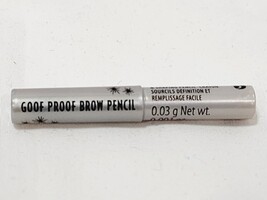 GOOF PROOF BROW PENCIL
SOURCILS DÉFINITION ET
REMPLISSAGE FACILE
0.03 g Net wt.